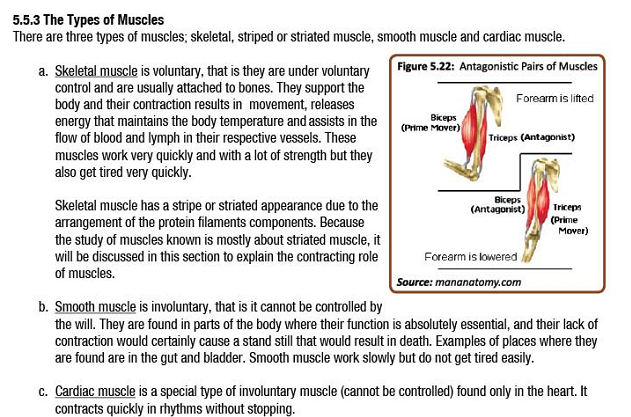 5.5.3 The Types of Muscles
There are three types of muscles; skeletal, striped or striated muscle, smooth muscle and cardiac muscle.
a. Skeletal muscle is voluntary, that is they are under voluntary
control and are usually attached to bones. They support the
body and their contraction results in movement, releases
energy that maintains the body temperature and assists in the
flow of blood and lymph in their respective vessels. These
muscles work very quickly and with a lot of strength but they
also get tired very quickly.
Skeletal muscle has a stripe or striated appearance due to the
arrangement of the protein filaments components. Because
the study of muscles known is mostly about striated muscle, it
will be discussed in this section to explain the contracting role
of muscles.
Figure 5.22: Antagonistic Pairs of Muscles
Forearm is lifted
Biceps
(Prime Mover)
Triceps (Antagonist)
Biceps
(Antagonist)
Triceps
(Prime
Mover)
Forearm is lowered
Source: mananatomy.com
b. Smooth muscle is involuntary, that is it cannot be controlled by
the will. They are found in parts of the body where their function is absolutely essential, and their lack of
contraction would certainly cause a stand still that would result in death. Examples of places where they
are found are in the gut and bladder. Smooth muscle work slowly but do not get tired easily.
c. Cardiac muscle is a special type of involuntary muscle (cannot be controlled) found only in the heart. It
contracts quickly in rhythms without stopping.